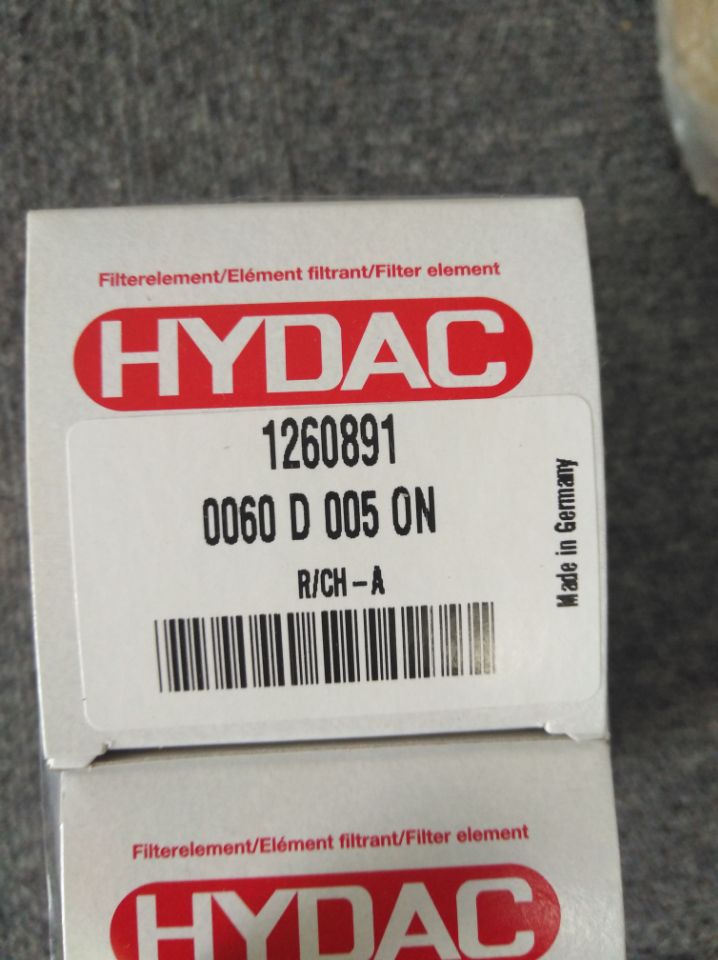 Filterelement/Elément filtrant/Filter element
HYDAC
1260891
0060 D 005 ON
R/CH-A
Made in Germany
Filterelement/Elément filtrant/Filter element
HYDAC